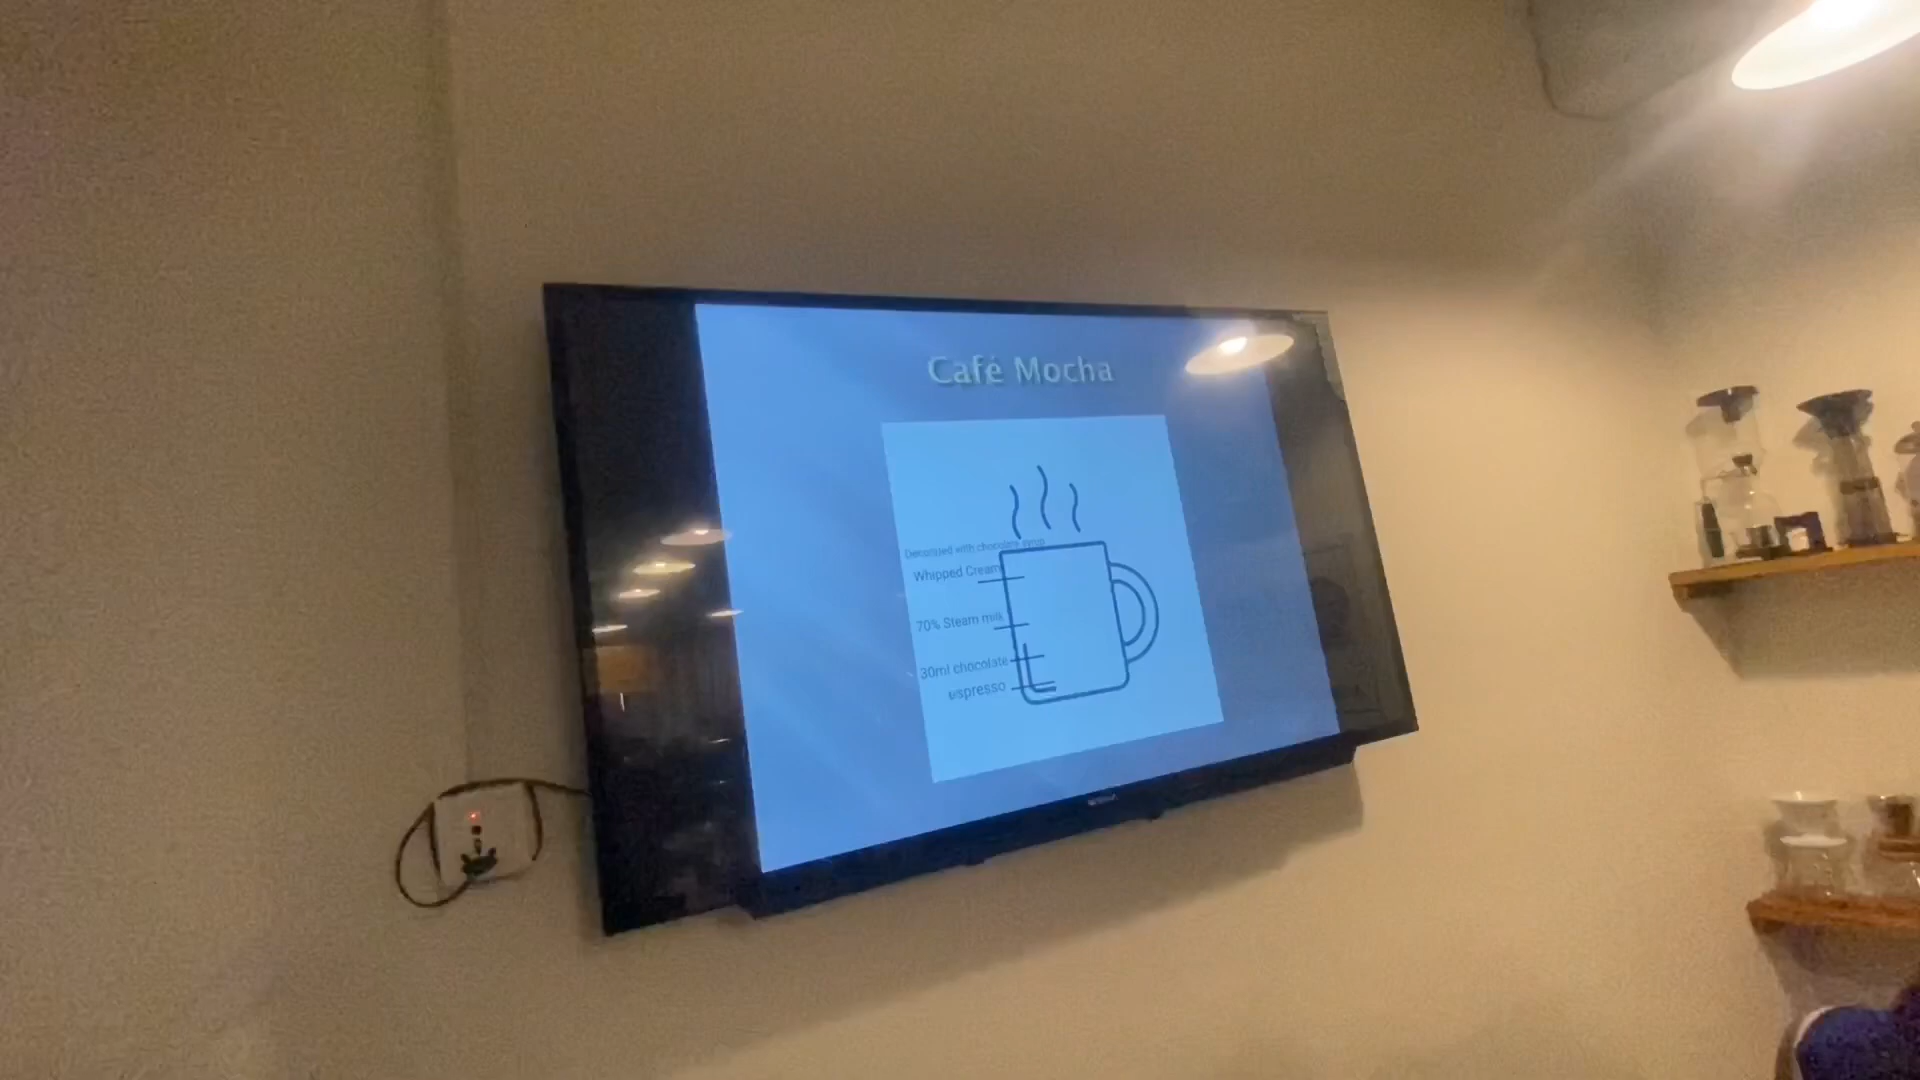 Café Mocha
Decorated with chocolate syrup
Whipped Cream
70% Steam milk
30ml chocolate
espresso